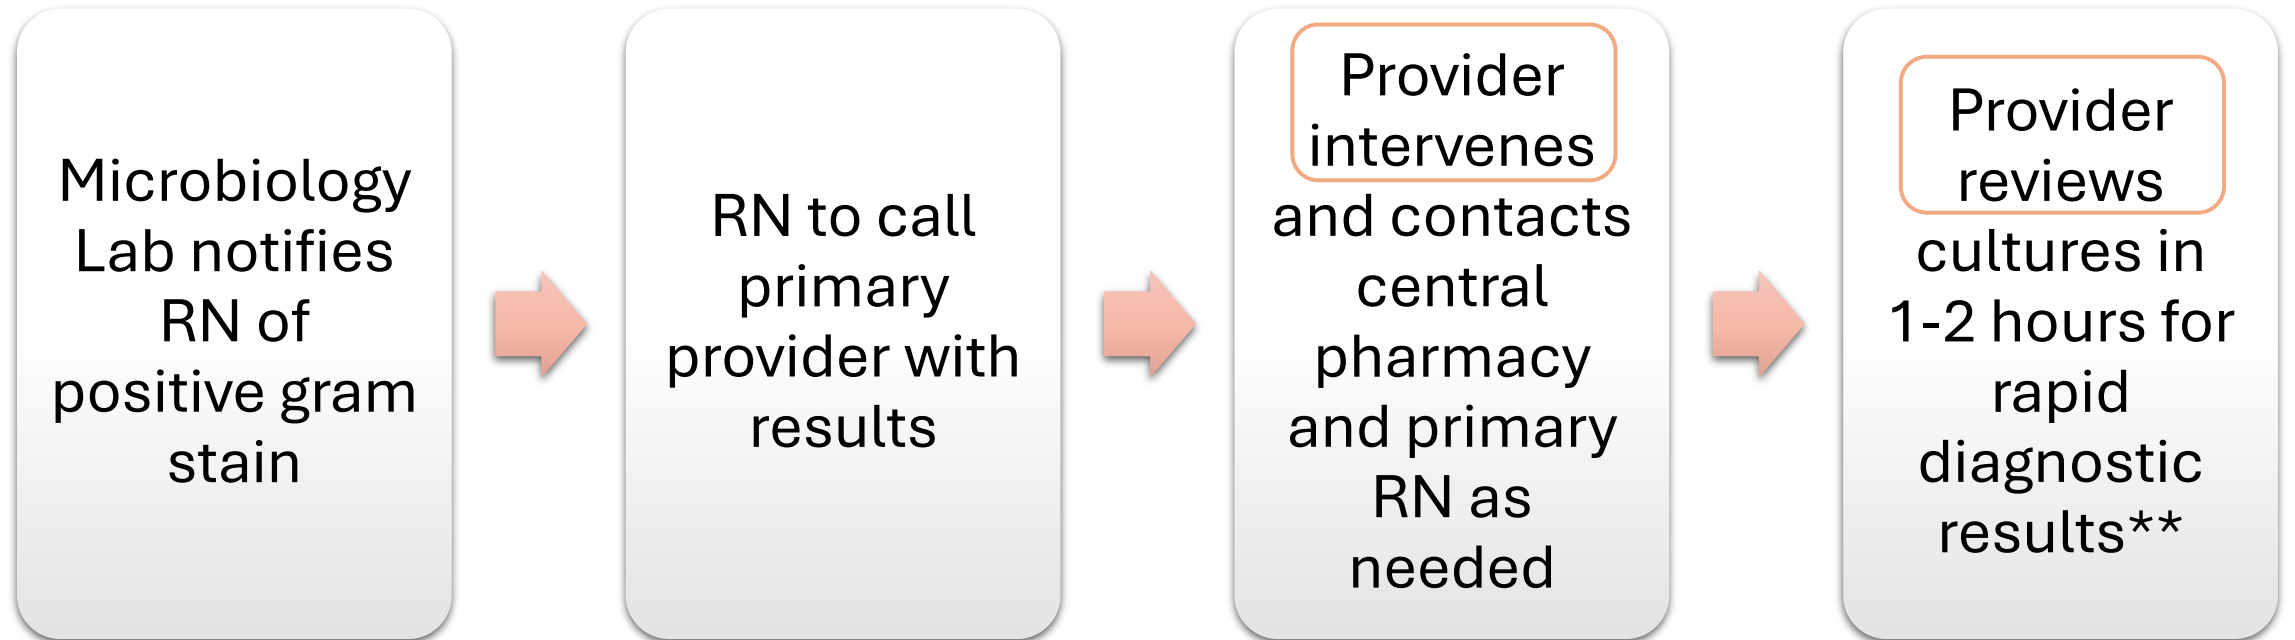 Microbiology
Lab notifies
RN of
positive gram
stain
RN to call
primary
provider with
results
Provider
intervenes
and contacts
central
pharmacy
and primary
RN as
needed
Provider
reviews
cultures in
1-2 hours for
rapid
diagnostic
results**